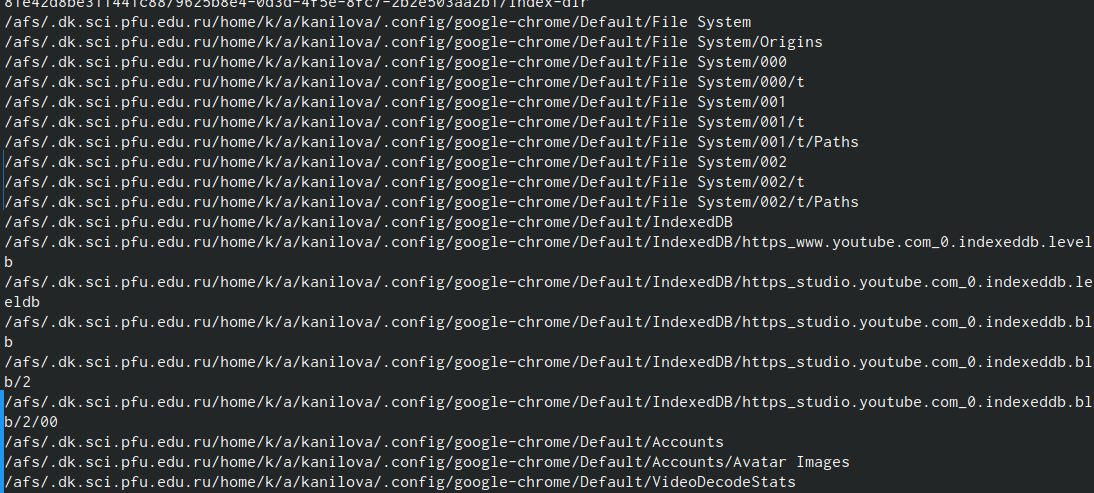 81e42d8be311441c88/9625b8e4-0d3d-4f5e-8fc7-2b2e503aa2b1/index-dir
/afs/.dk.sci.pfu.edu.ru/home/k/a/kanilova/.config/google-chrome/Default/File System
/afs/.dk.sci.pfu.edu.ru/home/k/a/kanilova/.config/google-chrome/Default/File System/Origins
/afs/.dk.sci.pfu.edu.ru/home/k/a/kanilova/.config/google-chrome/Default/File System/000
/afs/.dk.sci.pfu.edu.ru/home/k/a/kanilova/.config/google-chrome/Default/File System/000/t
/afs/.dk.sci.pfu.edu.ru/home/k/a/kanilova/.config/google-chrome/Default/File System/001
/afs/.dk.sci.pfu.edu.ru/home/k/a/kanilova/.config/google-chrome/Default/File System/001/t
/afs/.dk.sci.pfu.edu.ru/home/k/a/kanilova/.config/google-chrome/Default/File System/001/t/Paths
/afs/.dk.sci.pfu.edu.ru/home/k/a/kanilova/.config/google-chrome/Default/File System/002
/afs/.dk.sci.pfu.edu.ru/home/k/a/kanilova/.config/google-chrome/Default/File System/002/t
/afs/.dk.sci.pfu.edu.ru/home/k/a/kanilova/.config/google-chrome/Default/File System/002/t/Paths
/afs/.dk.sci.pfu.edu.ru/home/k/a/kanilova/.config/google-chrome/Default/IndexedDB
/afs/.dk.sci.pfu.edu.ru/home/k/a/kanilova/.config/google-chrome/Default/IndexedDB/https_www.youtube.com_0.indexeddb.level
b
/afs/.dk.sci.pfu.edu.ru/home/k/a/kanilova/.config/google-chrome/Default/IndexedDB/https_studio.youtube.com_0.indexeddb.le
eldb
/afs/.dk.sci.pfu.edu.ru/home/k/a/kanilova/.config/google-chrome/Default/IndexedDB/https_studio.youtube.com_0.indexeddb.bl
b
/afs/.dk.sci.pfu.edu.ru/home/k/a/kanilova/.config/google-chrome/Default/IndexedDB/https_studio.youtube.com_0.indexeddb.bl
b/2
/afs/.dk.sci.pfu.edu.ru/home/k/a/kanilova/.config/google-chrome/Default/IndexedDB/https_studio.youtube.com_0.indexeddb.bl
b/2/00
/afs/.dk.sci.pfu.edu.ru/home/k/a/kanilova/.config/google-chrome/Default/Accounts
/afs/.dk.sci.pfu.edu.ru/home/k/a/kanilova/.config/google-chrome/Default/Accounts/Avatar Images
/afs/.dk.sci.pfu.edu.ru/home/k/a/kanilova/.config/google-chrome/Default/VideoDecodeStats